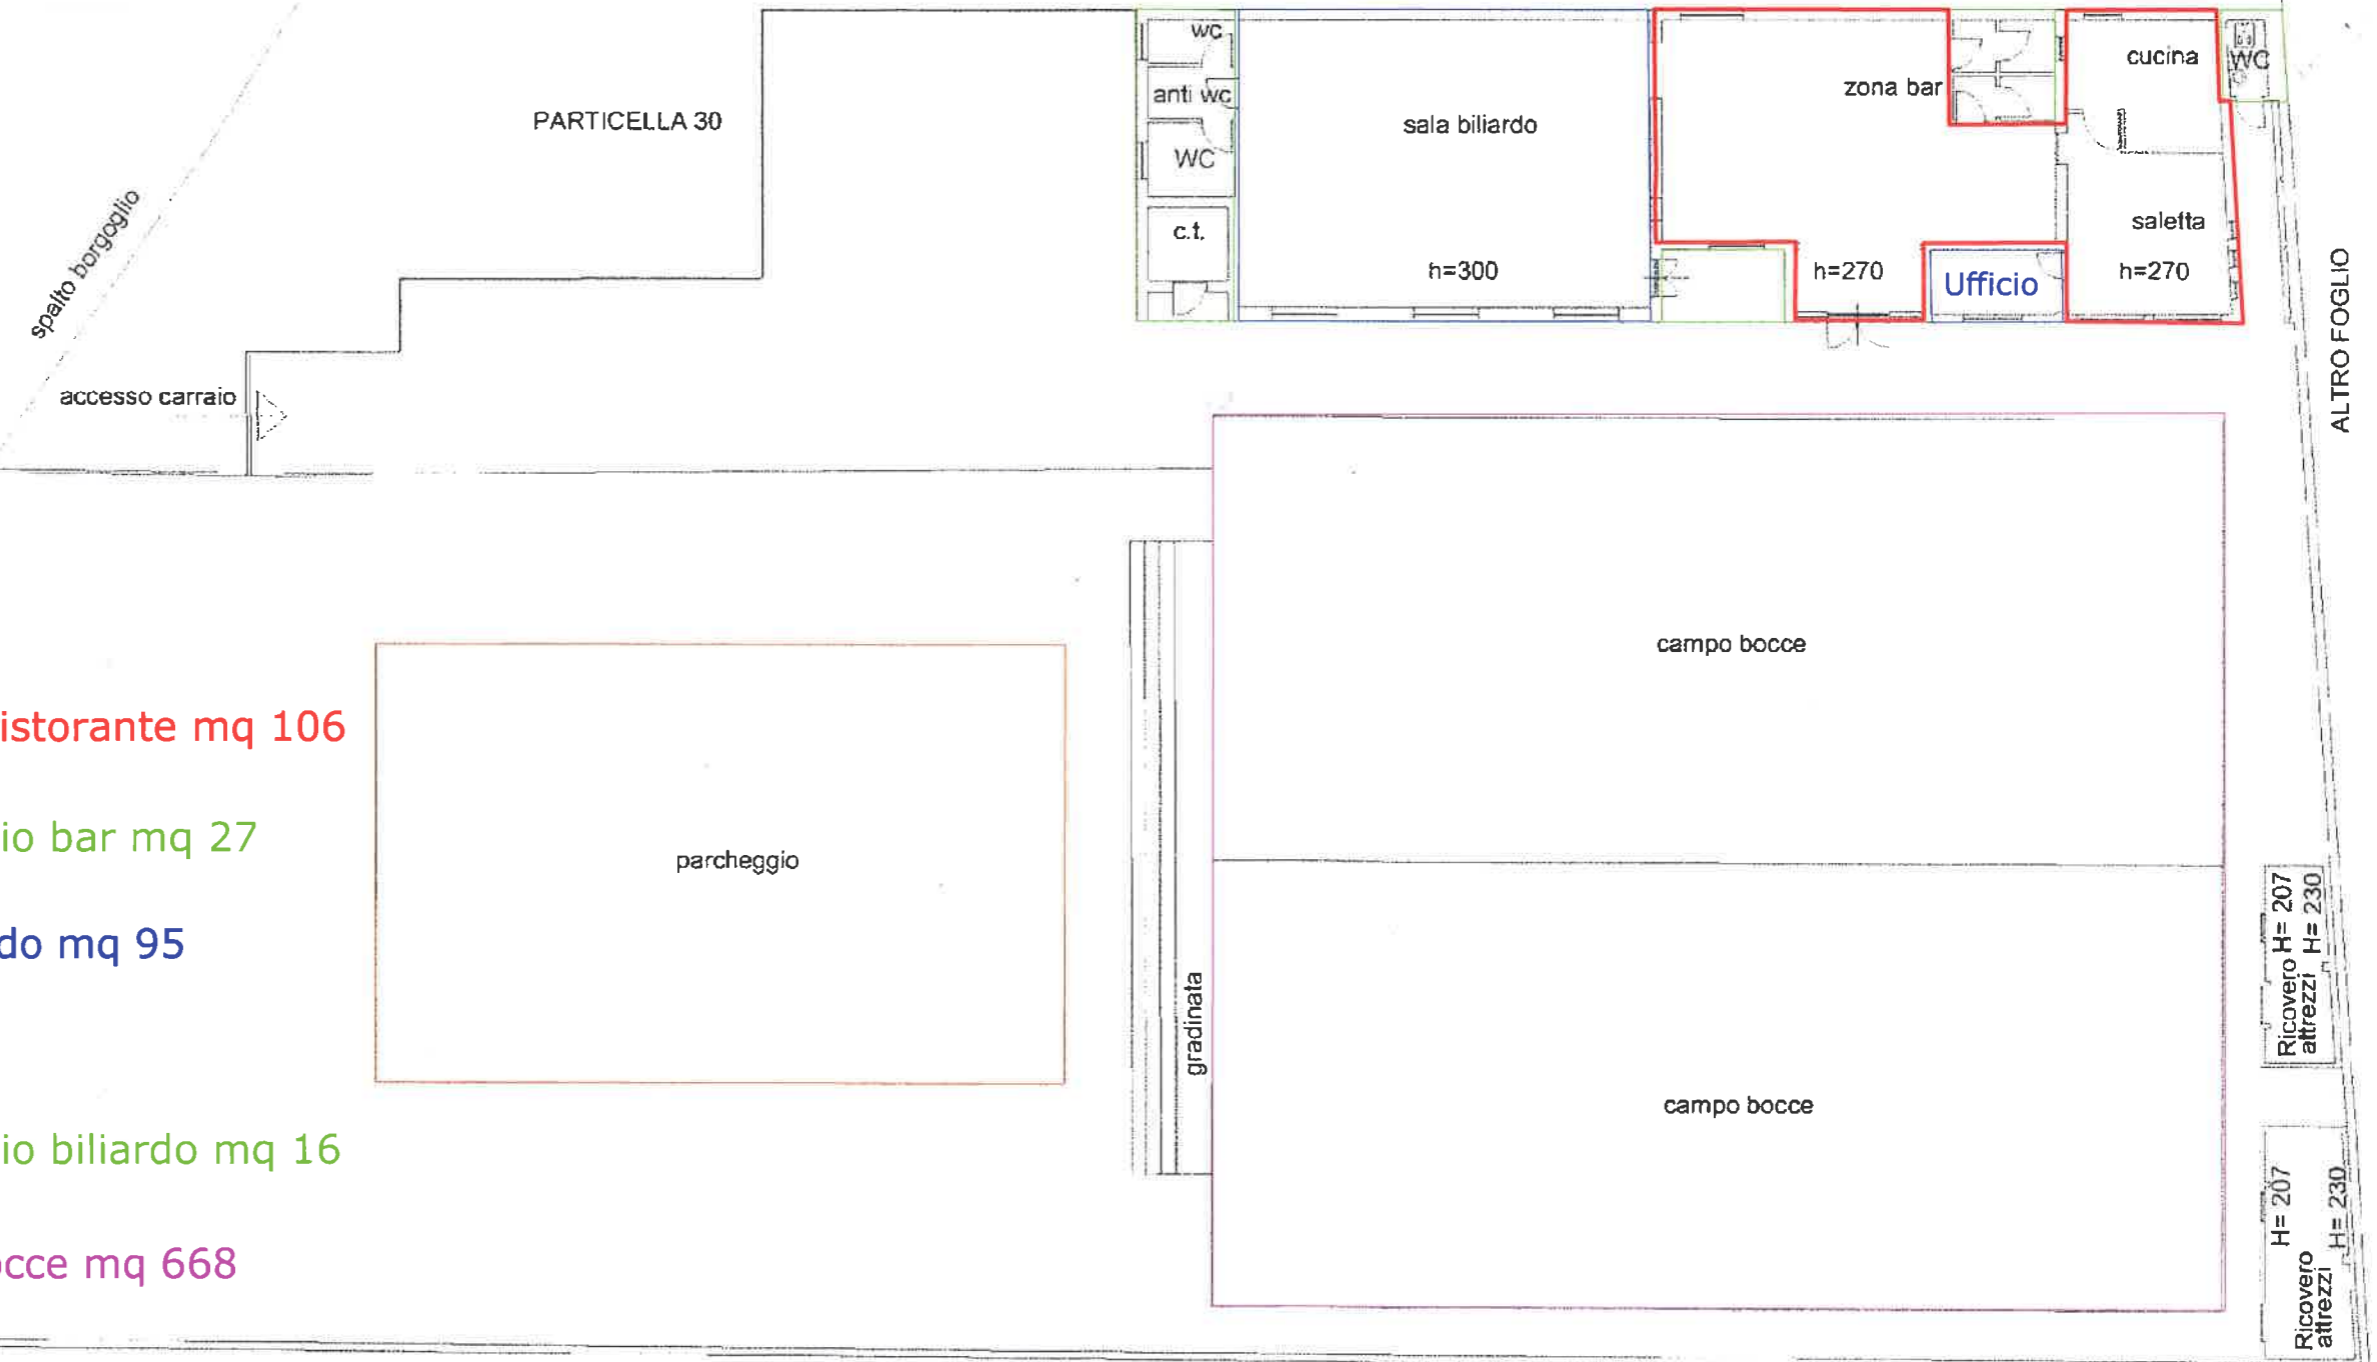 wc
anti wc
WC
c.t.
PARTICELLA 30
sala biliardo
h=300
zona bar
h=270
Ufficio
cucina
WC
saletta
h=270
spalto borgoglio
accesso carraio
ALTRO FOGLIO
campo bocce
istorante mq 106
io bar mq 27
parcheggio
do mq 95
gradinata
Ricovero H= 207
attrezzi H= 230
campo bocce
io biliardo mq 16
occe mq 668
H= 207
H= 230
Ricovero
attrezzi